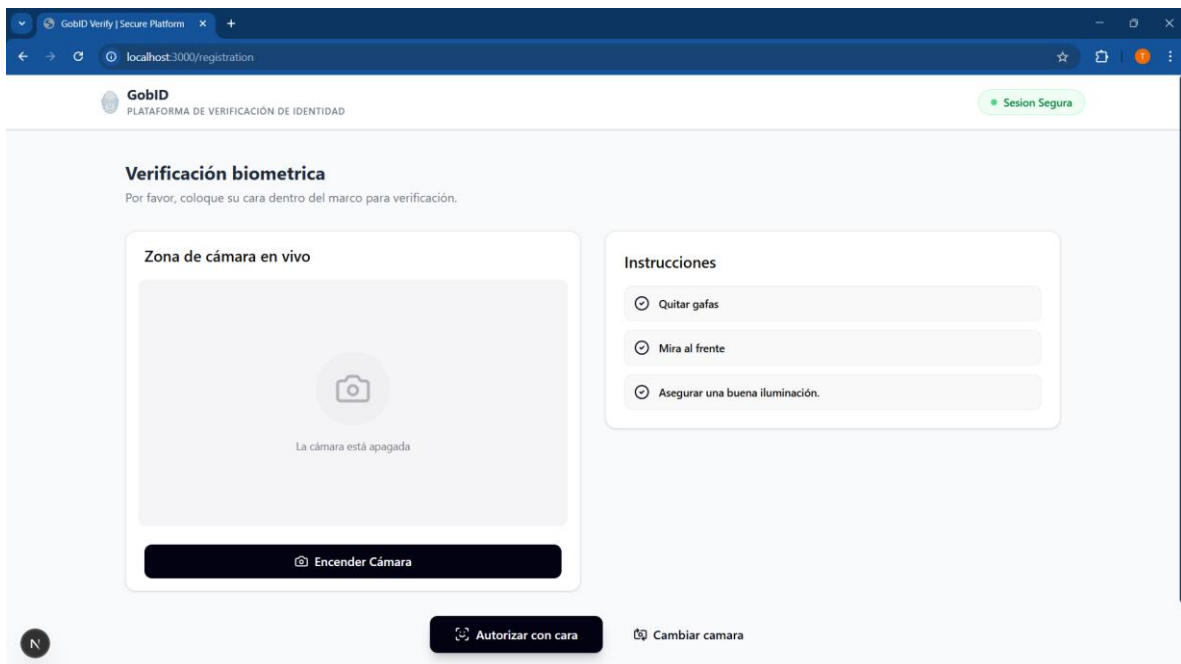 GobID Verify | Secure Platform
localhost:3000/registration
T
GobID
PLATAFORMA DE VERIFICACIÓN DE IDENTIDAD
Sesion Segura
Verificación biometrica
Por favor, coloque su cara dentro del marco para verificación.
Zona de cámara en vivo
La cámara está apagada
Encender Cámara
Instrucciones
Quitar gafas
Mira al frente
Asegurar una buena iluminación.
Autorizar con cara
Cambiar camara
N